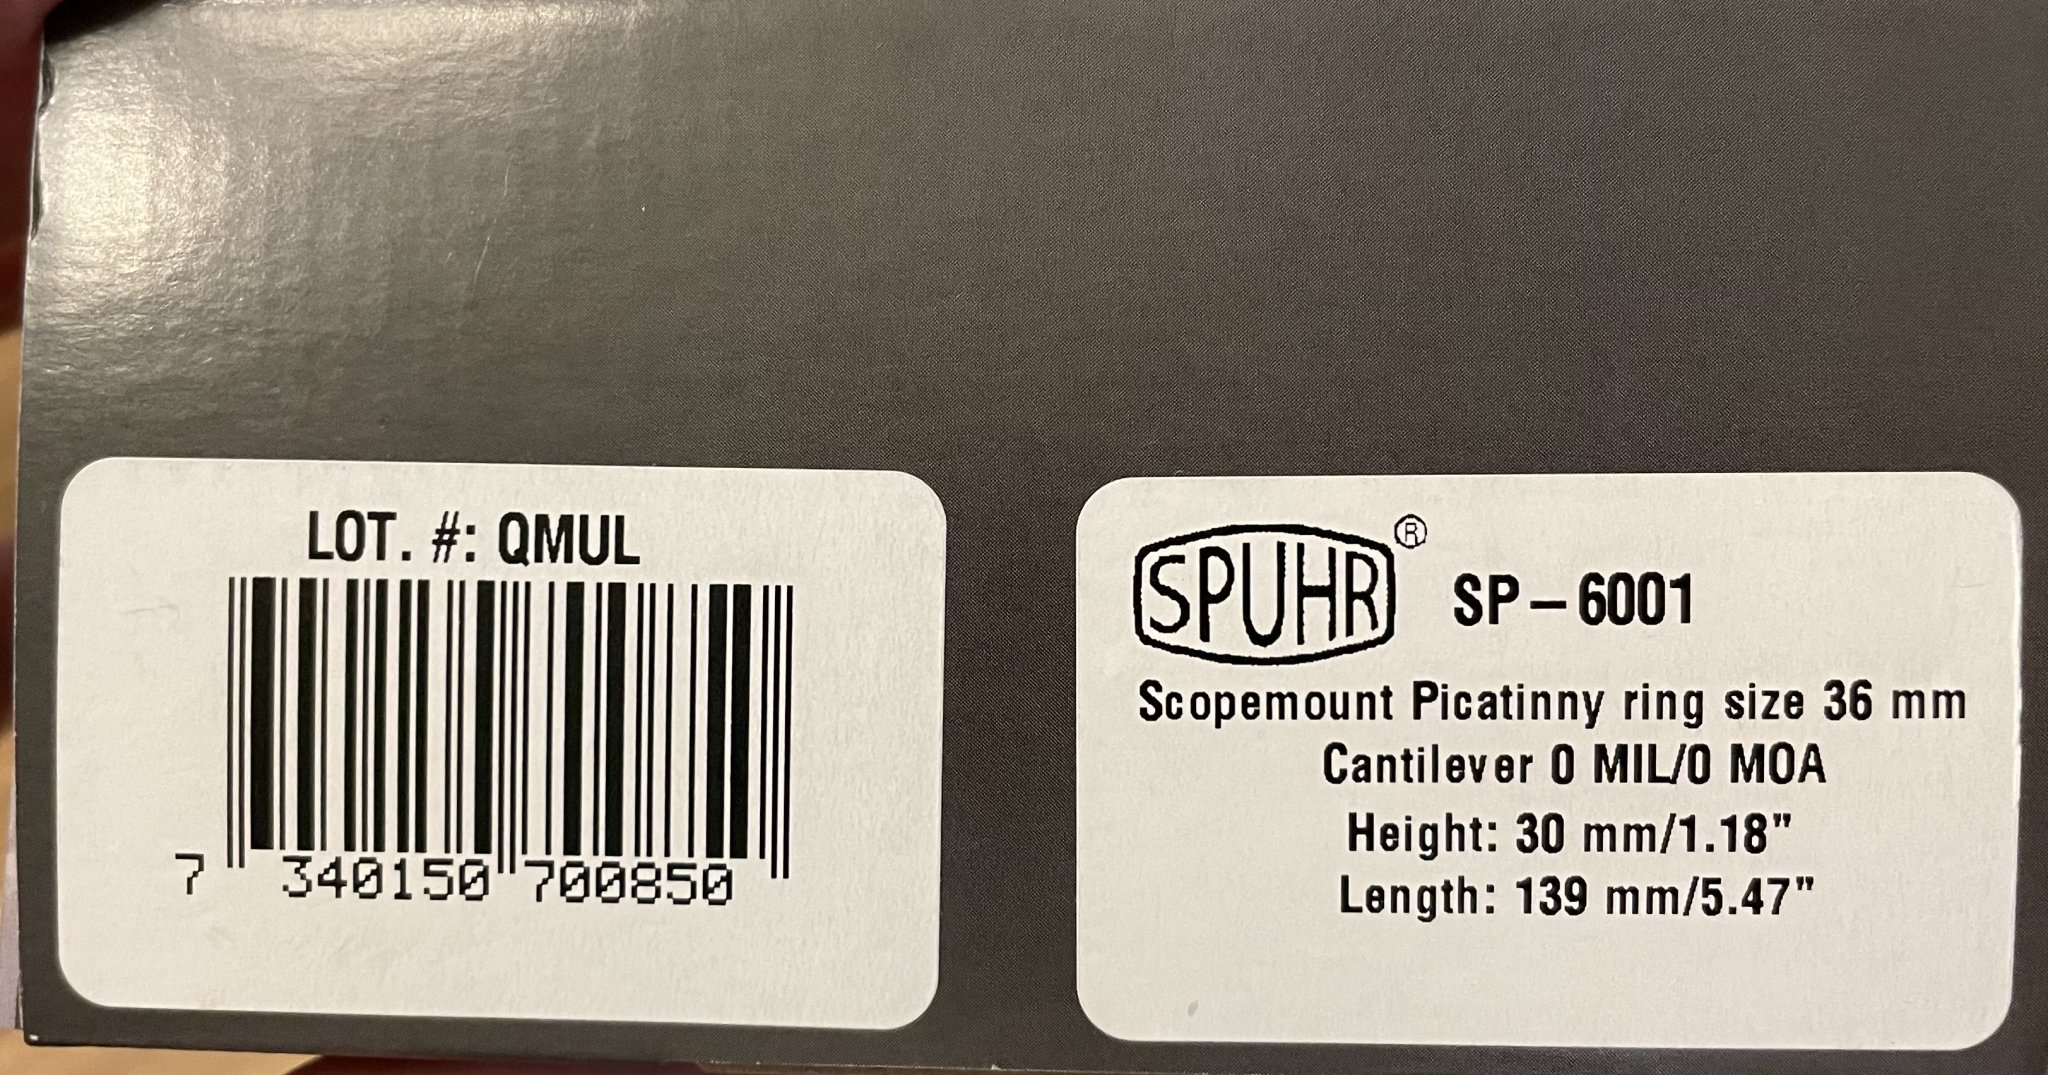 LOT. #: QMUL
7 340150 700850
SPUHR® SP-6001
Scopemount Picatinny ring size 36 mm
Cantilever 0 MIL/0 MOA
Height: 30 mm/1.18"
Length: 139 mm/5.47"